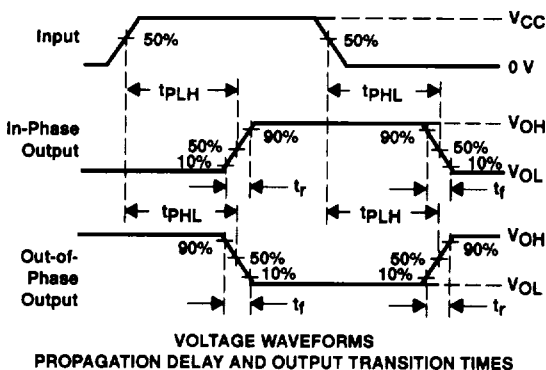 VCC
Input
50%
50%
0 V
tPLH
tPHL
VOH
In-Phase
Output
90%
90%
50%
50%
10%
10%
VOL
tr
tf
tPHL
tPLH
VOH
90%
90%
Out-of-
Phase
Output
50%
50%
10%
10%
VOL
tf
tr
VOLTAGE WAVEFORMS
PROPAGATION DELAY AND OUTPUT TRANSITION TIMES